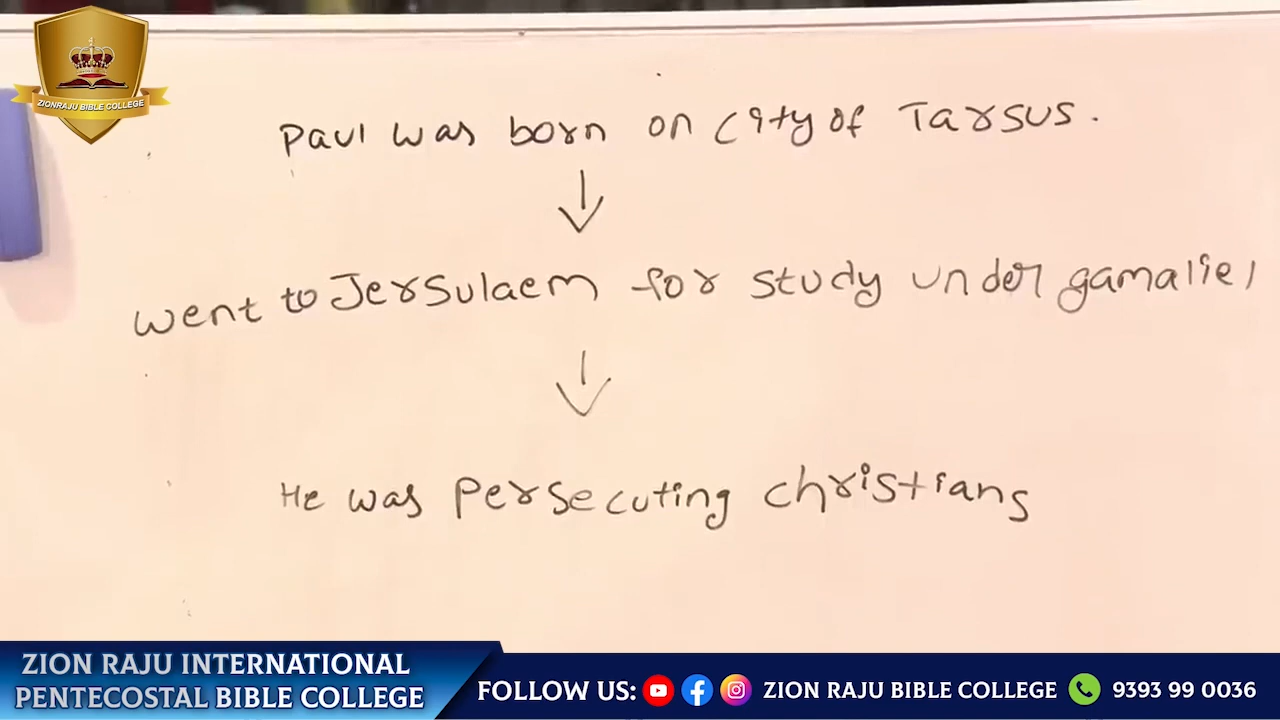 ZIONRAJU BIBLE COLLEGE
Paul was born on city of Tarsus.
went to Jersulaem for study under gamaliel
He was persecuting christians
ZION RAJU INTERNATIONAL
PENTECOSTAL BIBLE COLLEGE
FOLLOW US: ZION RAJU BIBLE COLLEGE 9393 99 0036